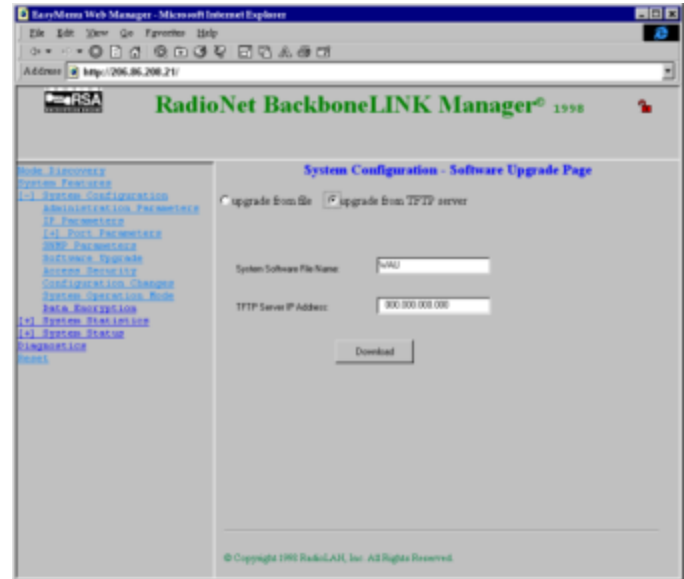 EasyMenu Web Manager - Microsoft Internet Explorer
File Edit View Go Favorites Help
Address http://206.86.208.21/
RSA
RadioNet BackboneLINK Manager© 1998
Node Discovery
System Features
[-] System Configuration
Administration Parameters
IP Parameters
[+] Port Parameters
SNMP Parameters
Software Upgrade
Access Security
Configuration Changes
System Operation Mode
Data Encryption
[+] System Statistics
[+] System Status
Diagnostics
Reset
System Configuration - Software Upgrade Page
upgrade from file upgrade from TFTP server
System Software File Name:
TFTP Server IP Address: 000.000.000.000
Download
© Copyright 1998 RadioLAN, Inc. All Rights Reserved.